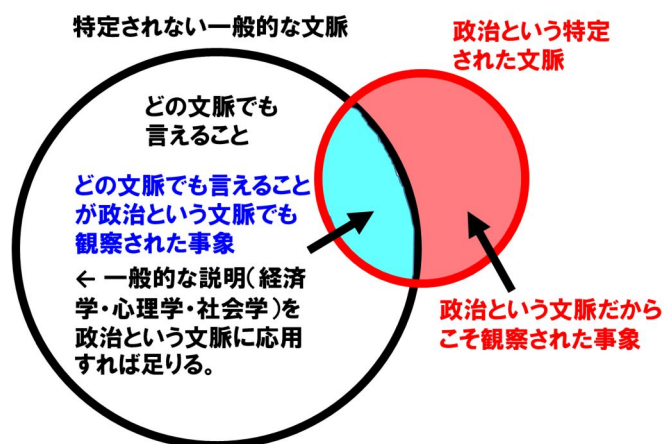 特定されない一般的な文脈
政治という特定
された文脈
どの文脈でも
言えること
どの文脈でも言えること
が政治という文脈でも
観察された事象
← 一般的な説明(経済
学・心理学・社会学)を
政治という文脈に応用
すれば足りる。
政治という文脈だから
こそ観察された事象